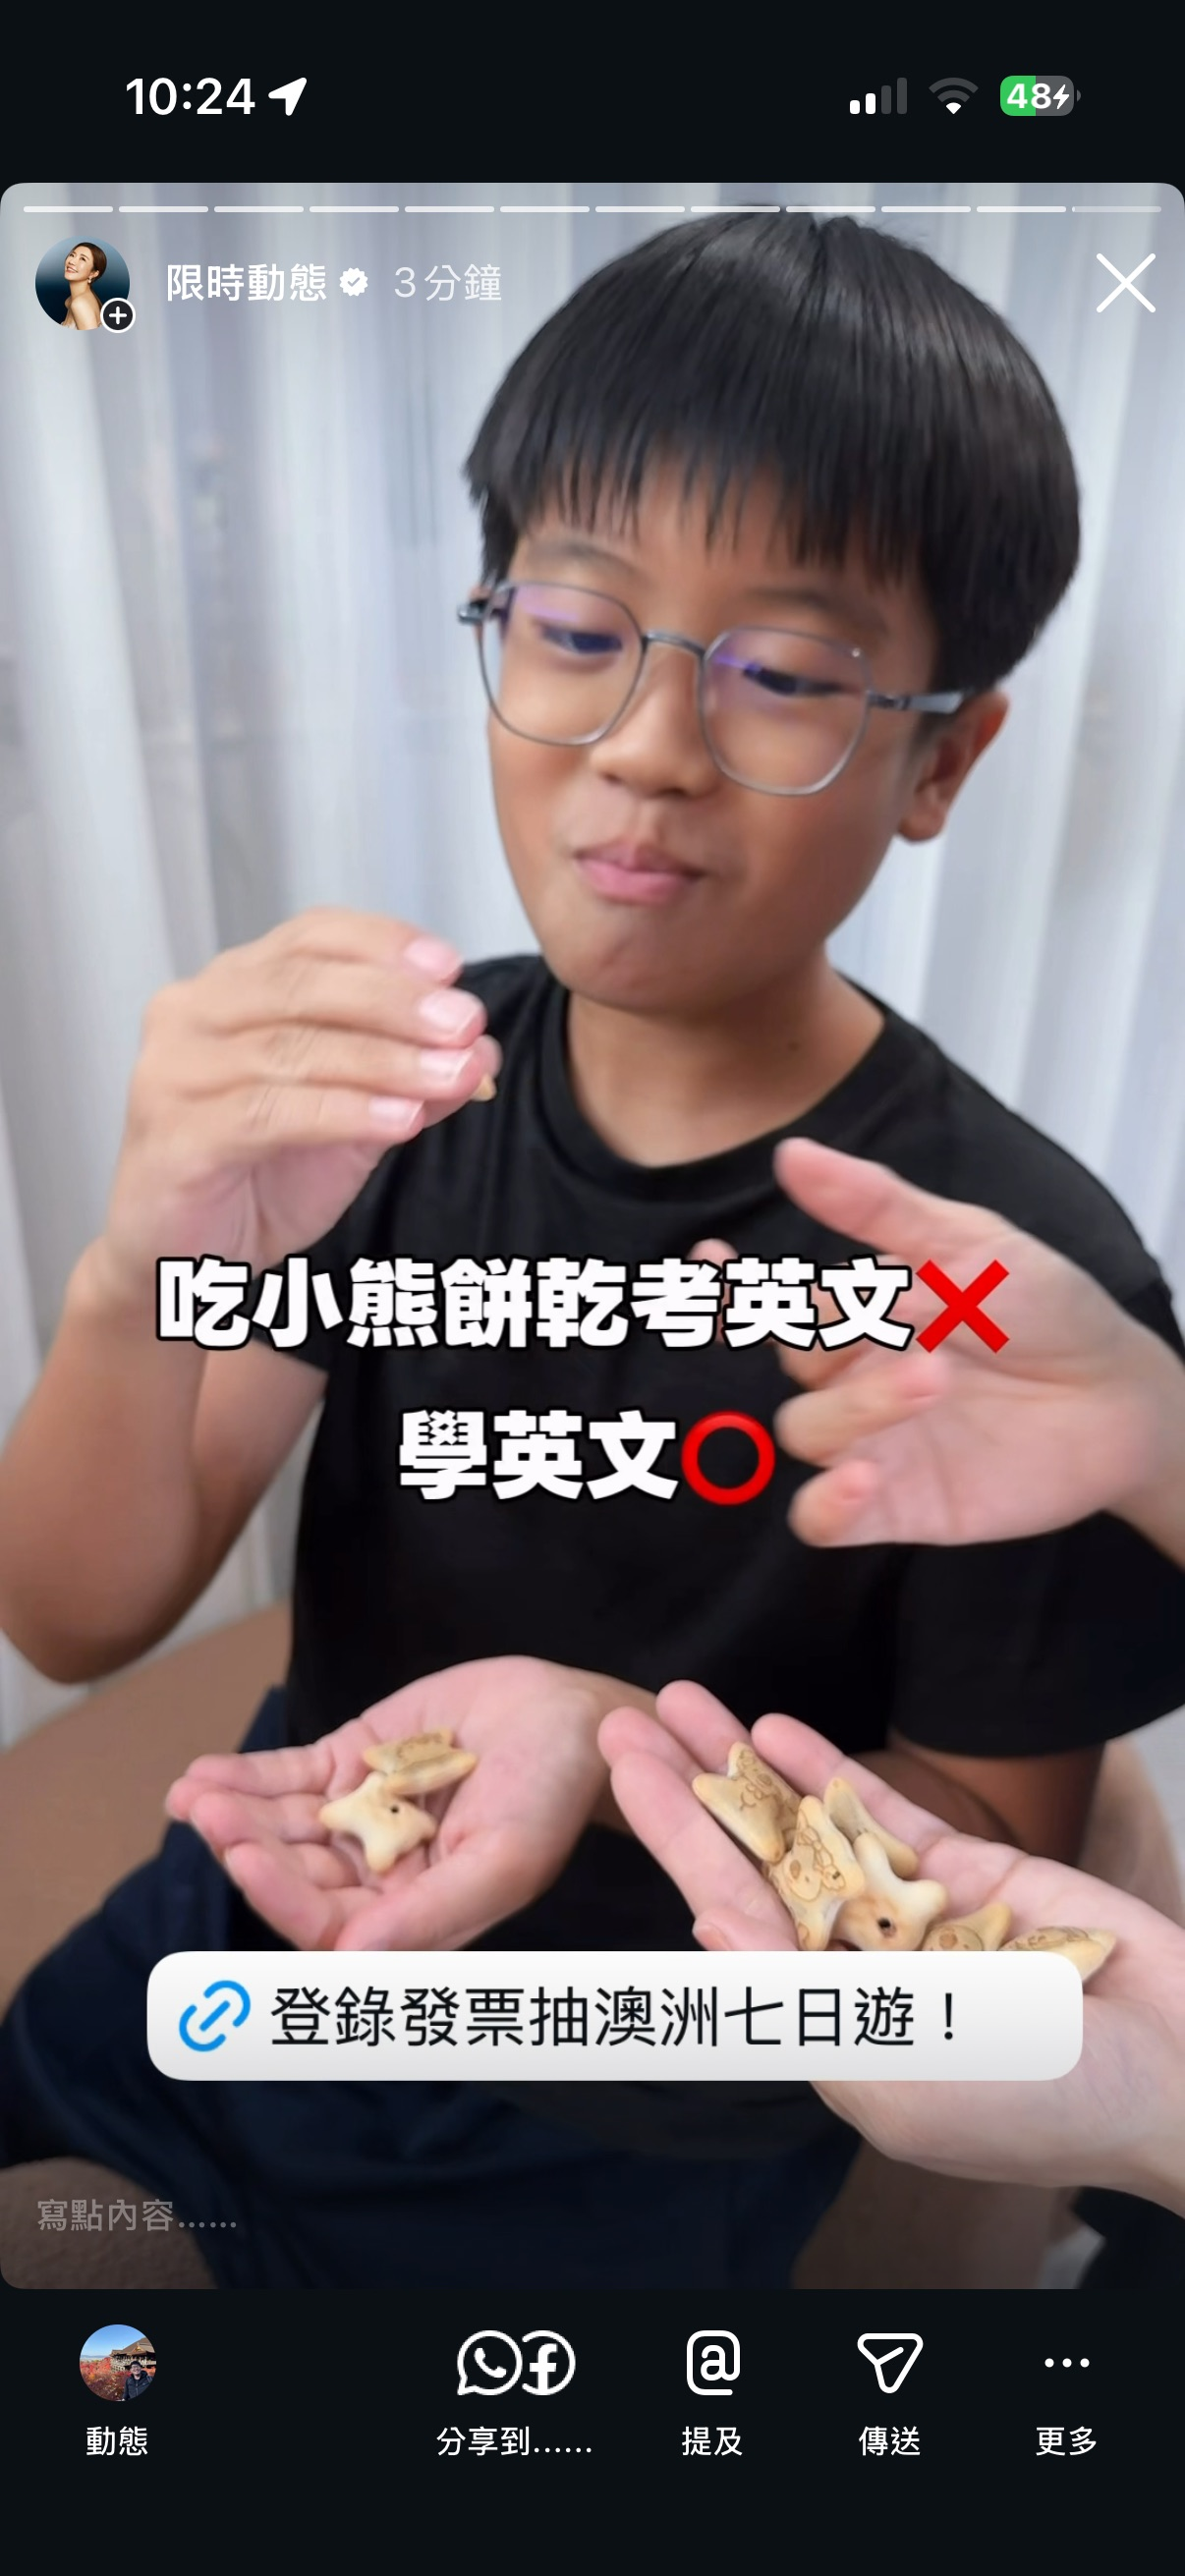 10:24
48
限時動態 3分鐘
吃小熊餅乾考英文❌
學英文⭕
登錄發票抽澳洲七日遊！
寫點內容......
動態
分享到......
提及
傳送
更多